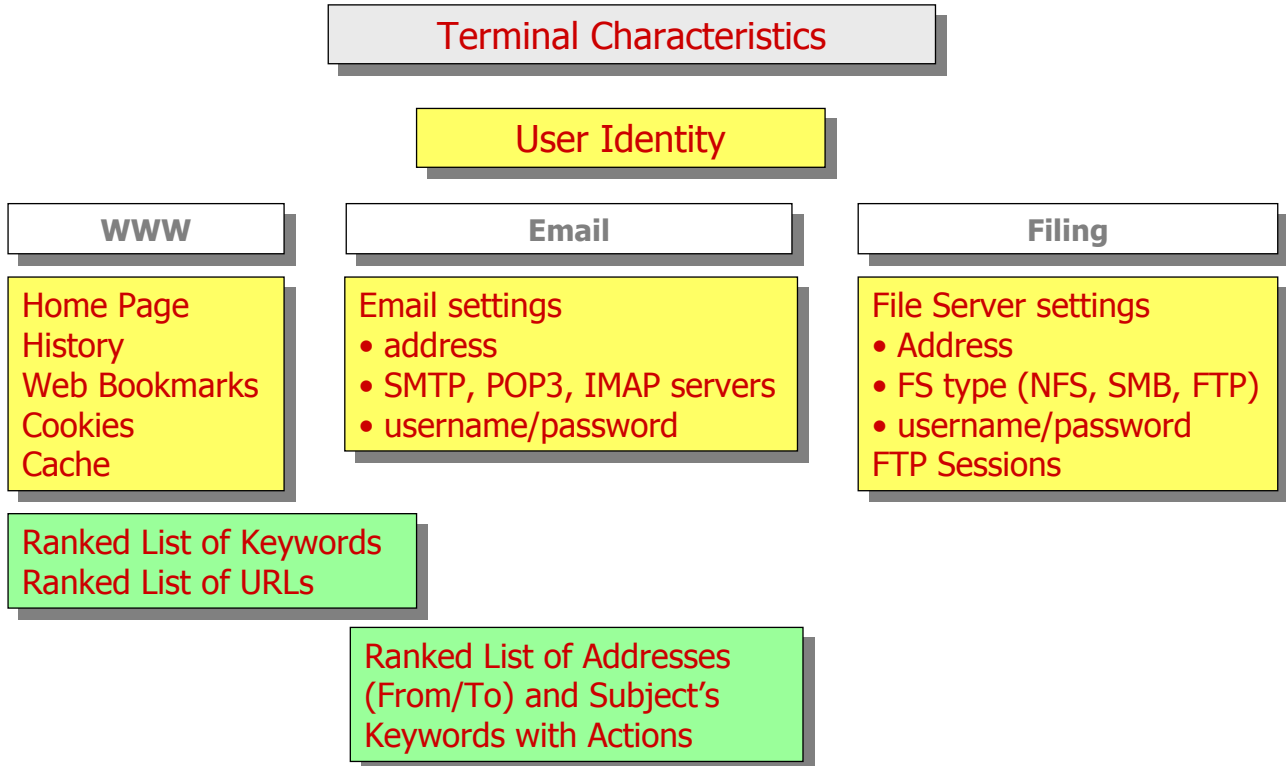 Terminal Characteristics
User Identity
WWW
Home Page
History
Web Bookmarks
Cookies
Cache
Ranked List of Keywords
Ranked List of URLs
Email
Email settings
• address
• SMTP, POP3, IMAP servers
• username/password
Ranked List of Addresses
(From/To) and Subject’s
Keywords with Actions
Filing
File Server settings
• Address
• FS type (NFS, SMB, FTP)
• username/password
FTP Sessions